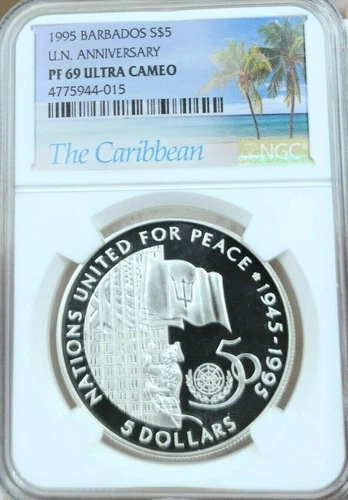 1995 BARBADOS S$5
U.N. ANNIVERSARY
PF 69 ULTRA CAMEO
4775944-015
The Caribbean
NGC
NATIONS UNITED FOR PEACE 1945-1995
50
5 DOLLARS